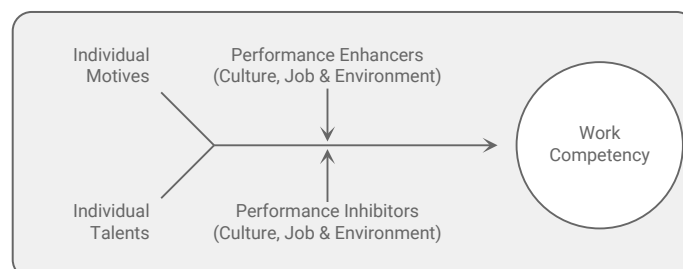 Individual
Motives
Performance Enhancers
(Culture, Job & Environment)
Work
Competency
Individual
Talents
Performance Inhibitors
(Culture, Job & Environment)